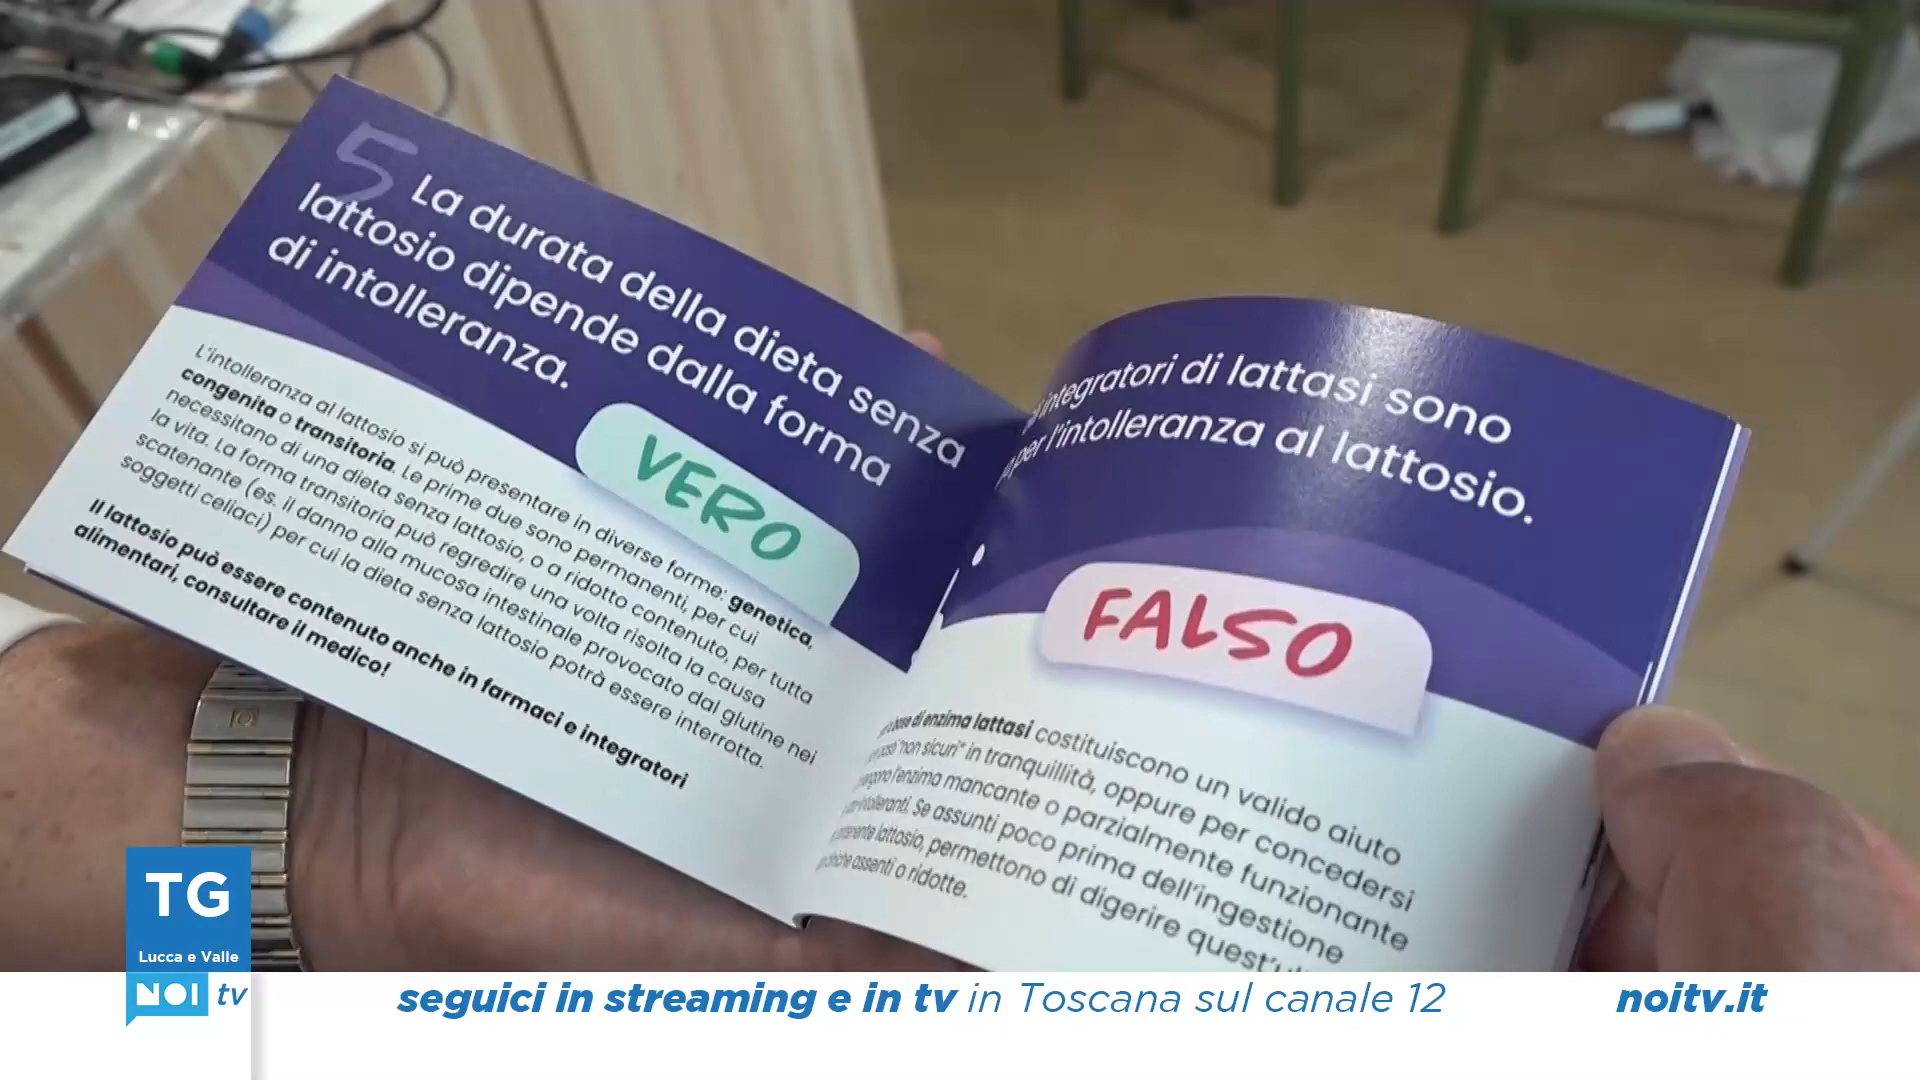 5
La durata della dieta senza
lattosio dipende dalla forma
di intolleranza.
VERO
L'intolleranza al lattosio si può presentare in diverse forme: genetica,
congenita o transitoria. Le prime due sono permanenti, per cui
necessitano di una dieta senza lattosio, o a ridotto contenuto, per tutta
la vita. La forma transitoria può regredire una volta risolta la causa
scatenante (es. il danno alla mucosa intestinale provocato dal glutine nei
soggetti celiaci) per cui la dieta senza lattosio potrà essere interrotta.
Il lattosio può essere contenuto anche in farmaci e integratori
alimentari, consultare il medico!
integratori di lattasi sono
per l'intolleranza al lattosio.
FALSO
base di enzima lattasi costituiscono un valido aiuto
"non sicuri" in tranquillità, oppure per concedersi
l'enzima mancante o parzialmente funzionante
Se assunti poco prima dell'ingestione
lattosio, permettono di digerire
assenti o ridotte.
TG
Lucca e Valle
NOI tv
seguici in streaming e in tv in Toscana sul canale 12
noitv.it